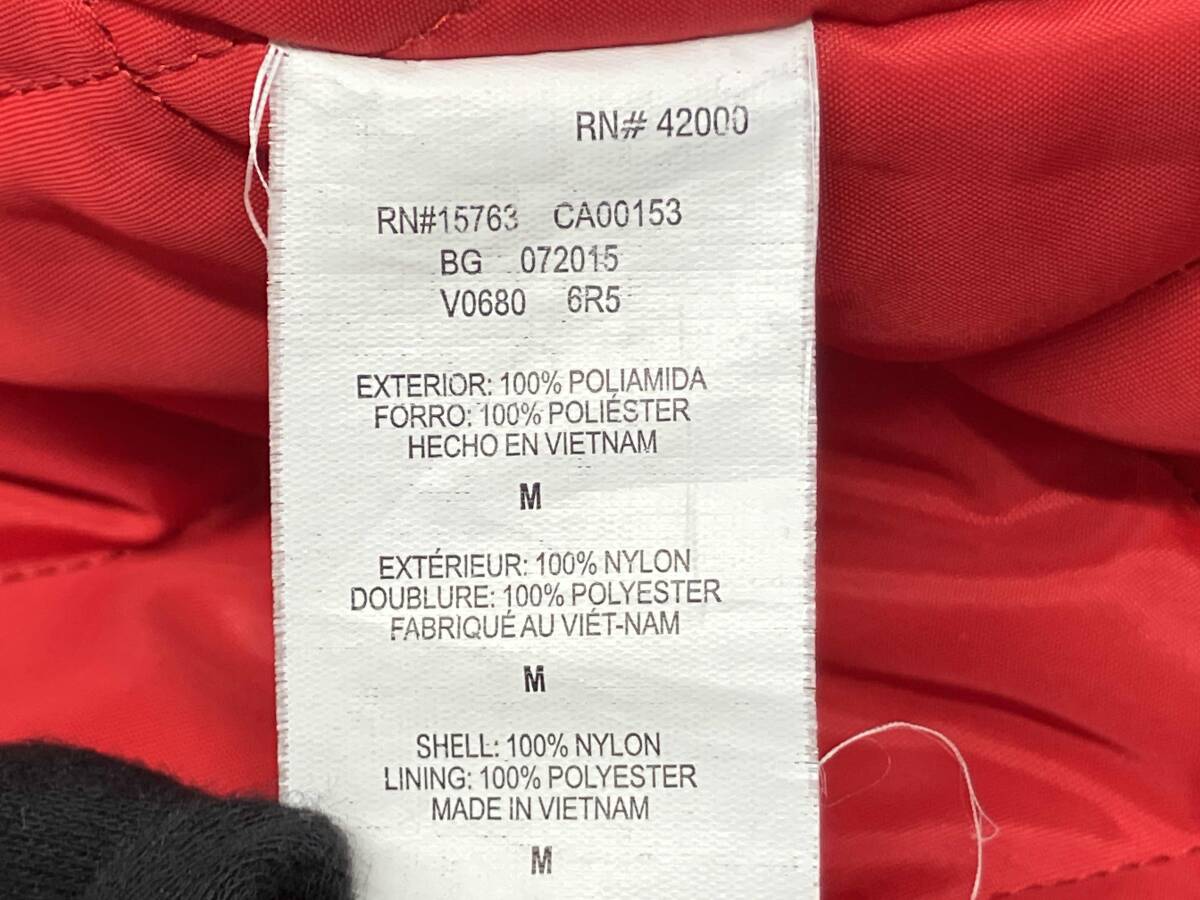 RN# 42000
RN#15763 CA00153
BG 072015
V0680 6R5
EXTERIOR: 100% POLIAMIDA
FORRO: 100% POLIÉSTER
HECHO EN VIETNAM
M
EXTÉRIEUR: 100% NYLON
DOUBLURE: 100% POLYESTER
FABRIQUÉ AU VIÉT-NAM
M
SHELL: 100% NYLON
LINING: 100% POLYESTER
MADE IN VIETNAM
M